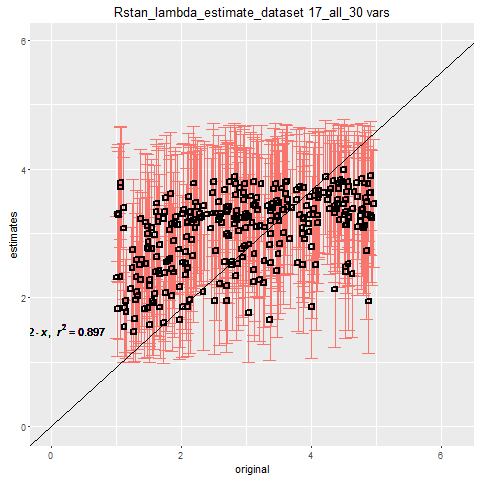 Rstan_lambda_estimate_dataset 17_all_30 vars
6
4
2
0
estimates
2 · x, r² = 0.897
0
2
4
6
original